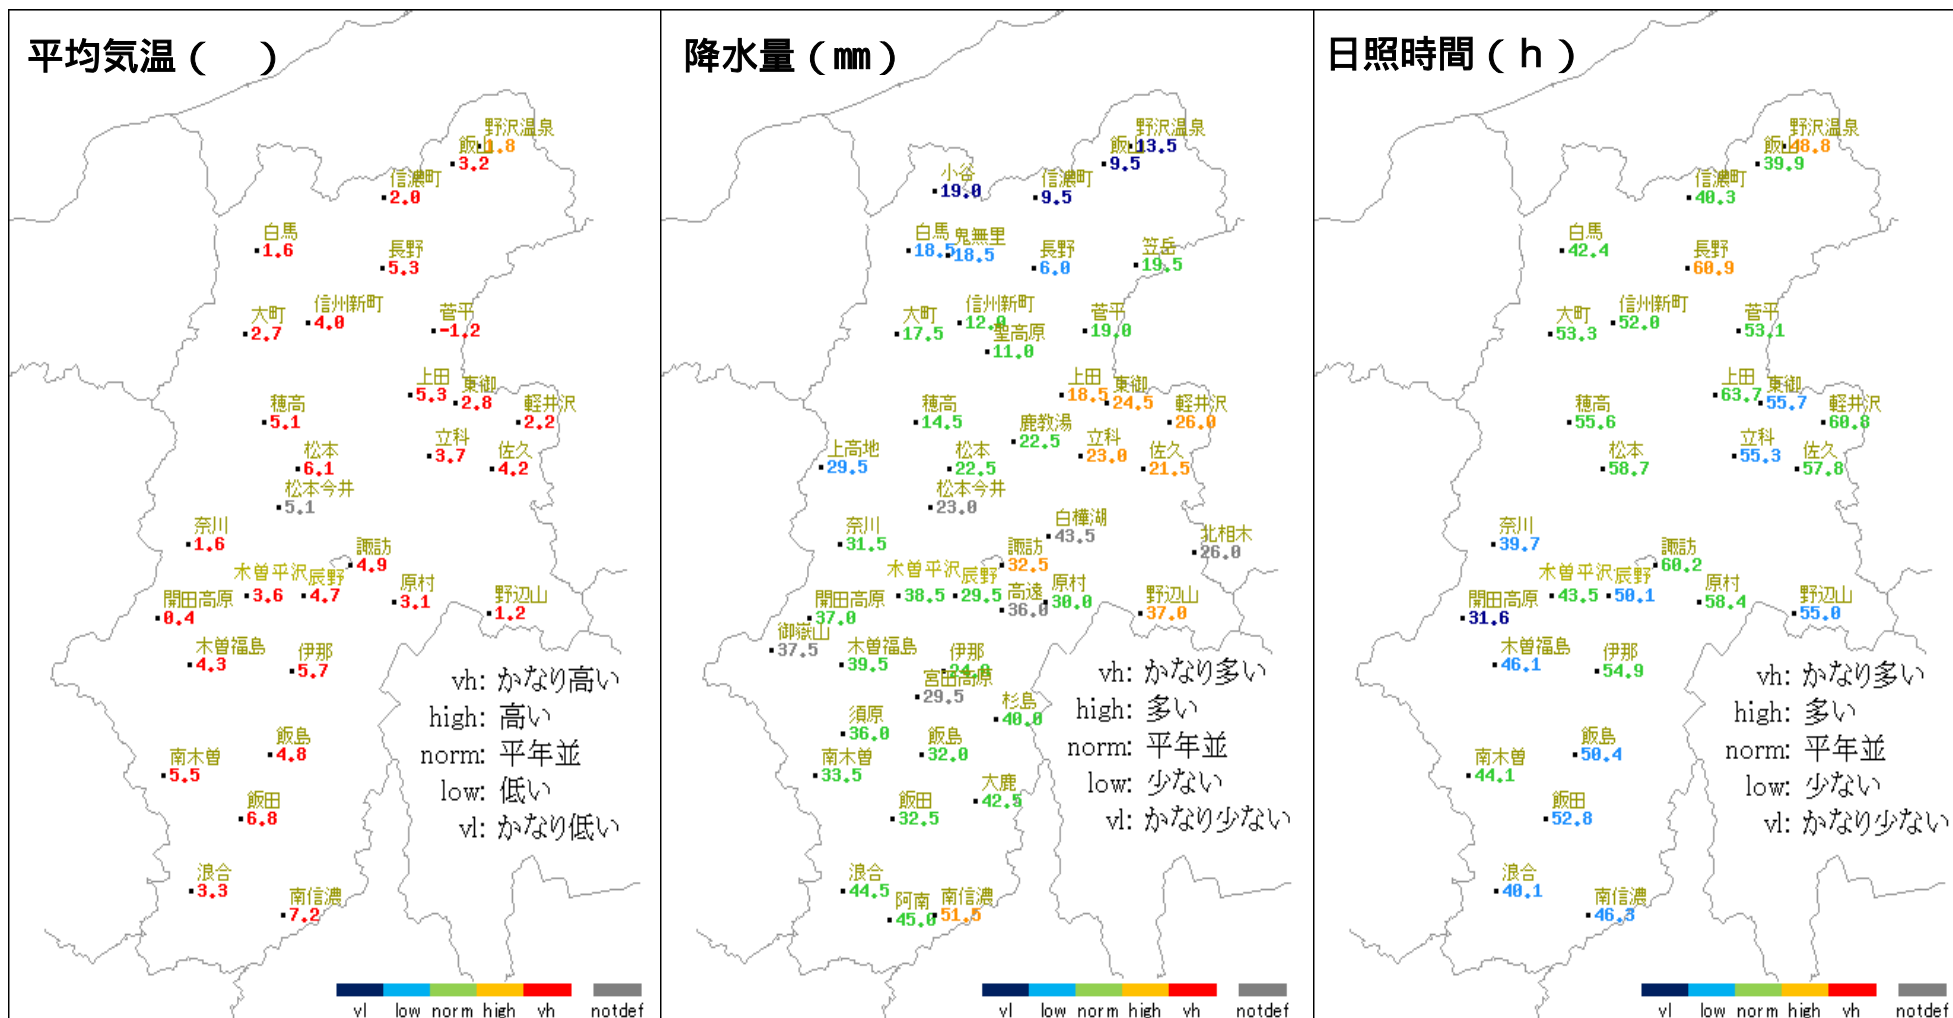 平均気温(　)
野沢温泉
1.8
飯山
3.2
信濃町
2.0
白馬
1.6
長野
5.3
信州新町
4.0
大町
2.7
菅平
-1.2
上田
5.3
東御
2.8
軽井沢
2.2
穂高
5.1
松本
6.1
立科
3.7
佐久
4.2
松本今井
5.1
奈川
1.6
諏訪
4.9
木曽平沢
3.6
辰野
4.7
原村
3.1
開田高原
0.4
野辺山
1.2
木曽福島
4.3
伊那
5.7
飯島
4.8
南木曽
5.5
飯田
6.8
浪合
3.3
南信濃
7.2
vh: かなり高い
high: 高い
norm: 平年並
low: 低い
vl: かなり低い
vl low norm high vh notdef
降水量(㎜)
野沢温泉
13.5
飯山
9.5
小谷
19.0
信濃町
9.5
白馬
18.5
鬼無里
18.5
長野
6.0
笠岳
19.5
大町
17.5
信州新町
12.0
聖高原
11.0
菅平
19.0
上田
18.5
東御
24.5
軽井沢
26.0
穂高
14.5
鹿教湯
22.5
上高地
29.5
松本
22.5
立科
23.0
佐久
21.5
松本今井
23.0
奈川
31.5
白樺湖
43.5
北相木
26.0
諏訪
32.5
木曽平沢
38.5
辰野
29.5
高遠
36.0
原村
30.0
開田高原
37.0
野辺山
37.0
御嶽山
37.5
木曽福島
39.5
伊那
24.0
宮田高原
29.5
杉島
40.0
須原
36.0
飯島
32.0
南木曽
33.5
大鹿
42.5
飯田
32.5
浪合
44.5
阿南
45.0
南信濃
51.5
vh: かなり多い
high: 多い
norm: 平年並
low: 少ない
vl: かなり少ない
vl low norm high vh notdef
日照時間(ｈ)
野沢温泉
48.8
飯山
39.9
信濃町
40.3
白馬
42.4
長野
60.9
信州新町
52.0
大町
53.3
菅平
53.1
上田
63.7
東御
55.7
軽井沢
60.8
穂高
55.6
松本
58.7
立科
55.3
佐久
57.8
奈川
39.7
諏訪
60.2
木曽平沢
43.5
辰野
50.1
原村
58.4
開田高原
31.6
野辺山
55.0
木曽福島
46.1
伊那
54.9
飯島
50.4
南木曽
44.1
飯田
52.8
浪合
40.1
南信濃
46.3
vh: かなり多い
high: 多い
norm: 平年並
low: 少ない
vl: かなり少ない
vl low norm high vh notdef